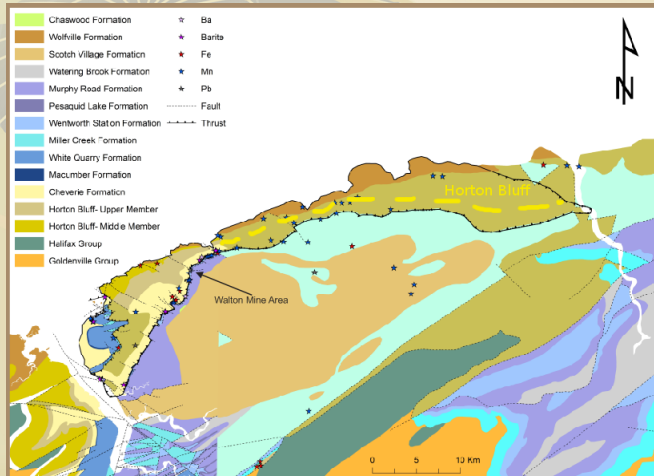 Chaswood Formation
Wolfville Formation
Scotch Village Formation
Watering Brook Formation
Murphy Road Formation
Pesaquid Lake Formation
Wentworth Station Formation
Miller Creek Formation
White Quarry Formation
Macumber Formation
Cheverie Formation
Horton Bluff- Upper Member
Horton Bluff- Middle Member
Halifax Group
Goldenville Group
Ba
Barite
Fe
Mn
Pb
Fault
Thrust
N
Horton Bluff
Walton Mine Area
0 5 10 Km